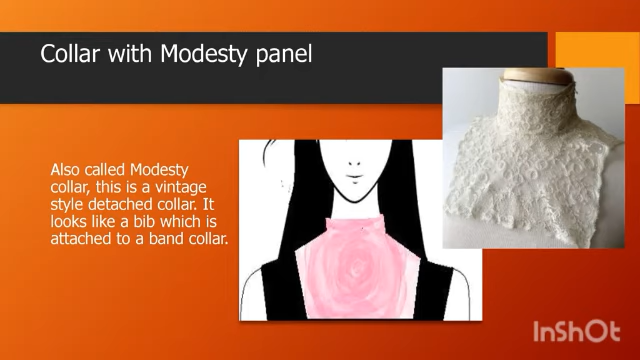 Collar with Modesty panel
Also called Modesty
collar, this is a vintage
style detached collar. It
looks like a bib which is
attached to a band collar.
InShOt